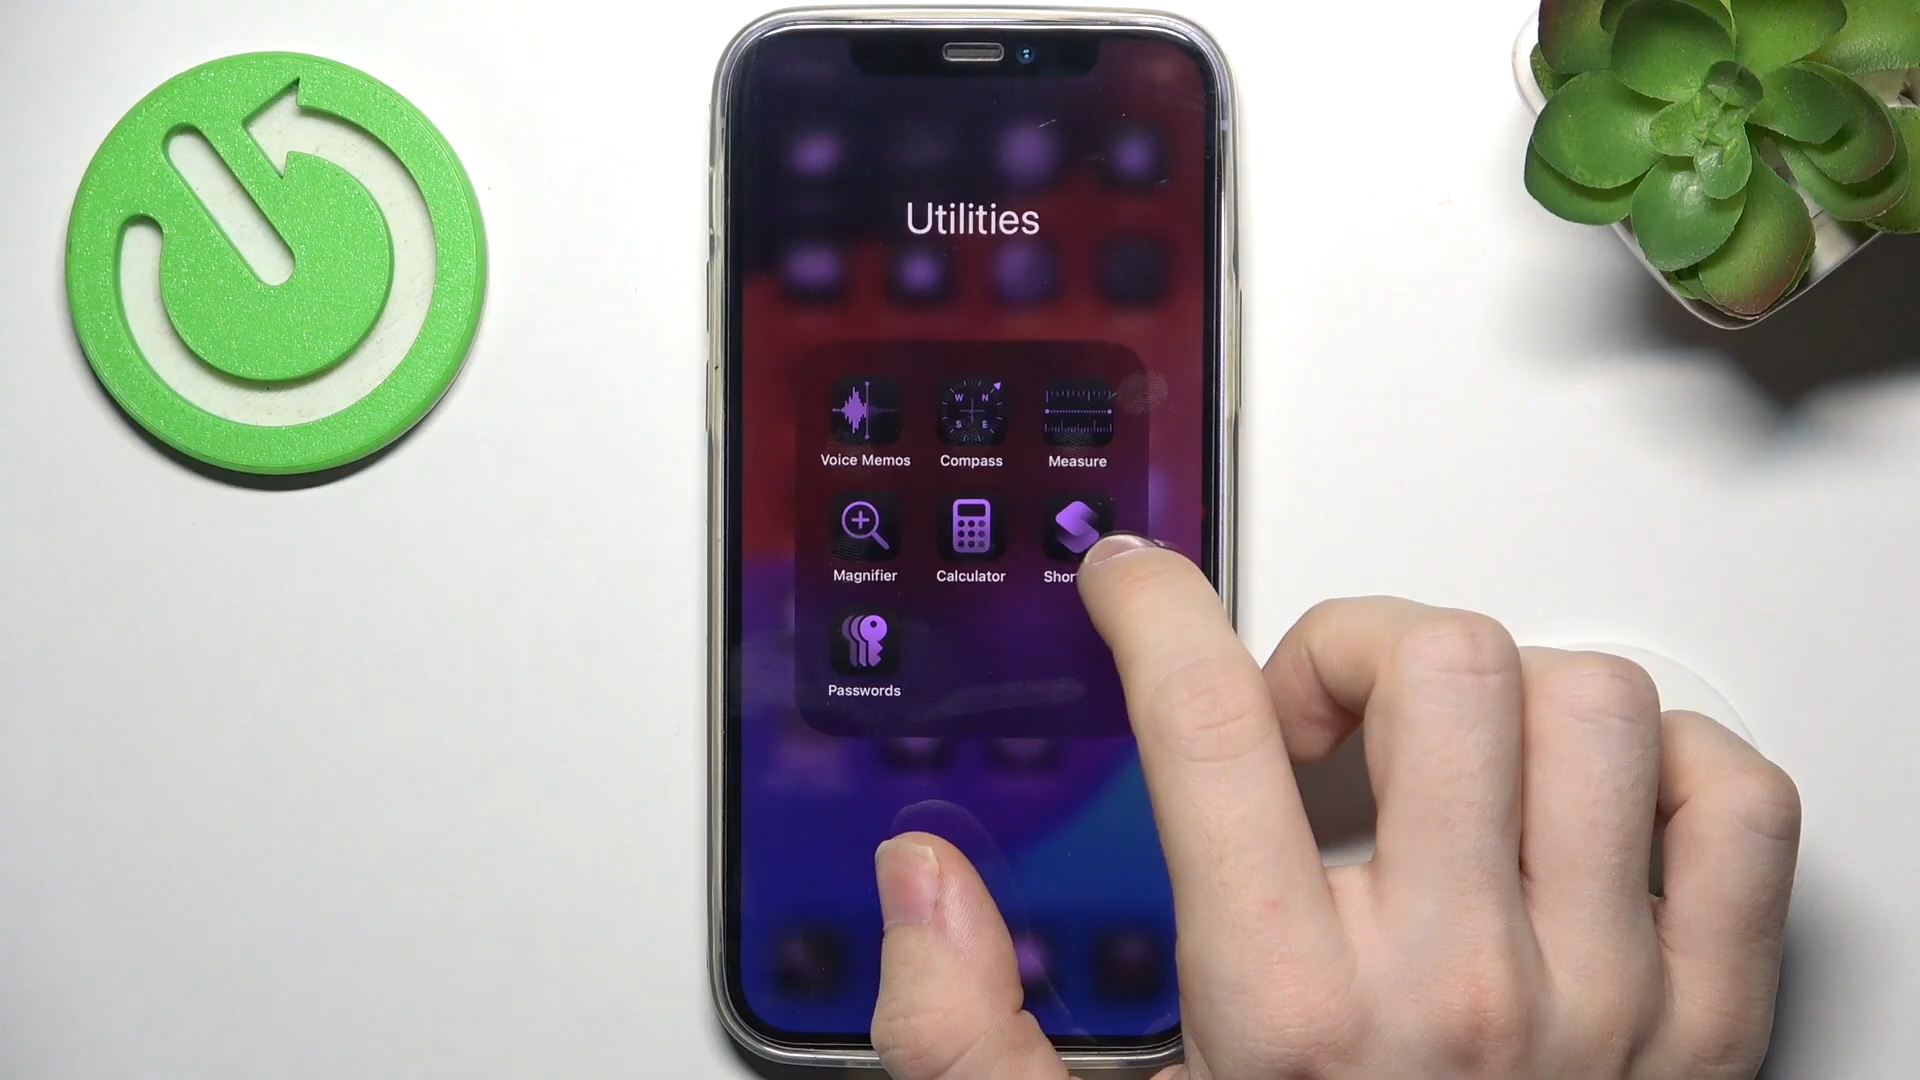 Utilities
Voice Memos Compass Measure
W N
S E
Magnifier Calculator
Passwords